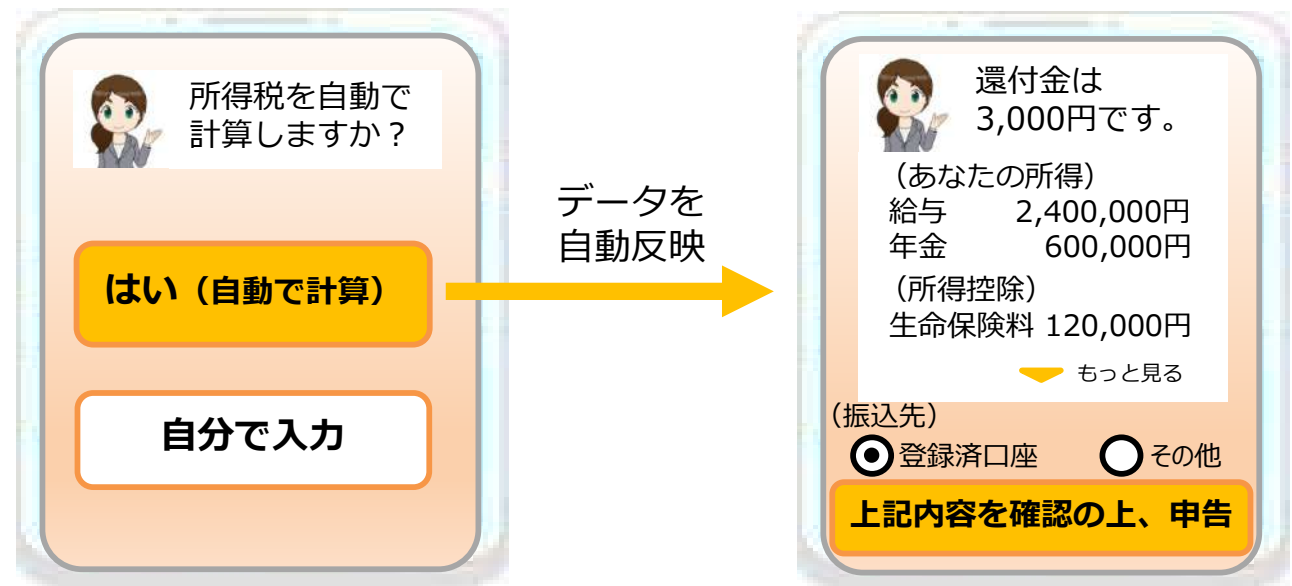 所得税を自動で
計算しますか？
はい（自動で計算）
自分で入力
データを
自動反映
還付金は
3,000円です。
（あなたの所得）
給与 2,400,000円
年金 600,000円
（所得控除）
生命保険料 120,000円
もっと見る
（振込先）
登録済口座 その他
上記内容を確認の上、申告